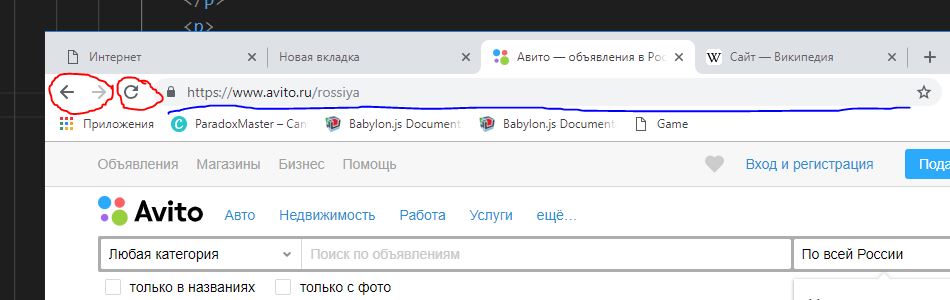 </p>
<p>
Интернет Новая вкладка Авито — объявления в Рос Сайт — Википедия
https://www.avito.ru/rossiya
Приложения ParadoxMaster – Can Babylon.js Document Babylon.js Document Game
Объявления Магазины Бизнес Помощь Вход и регистрация Пода
Avito Авто Недвижимость Работа Услуги ещё...
Любая категория Поиск по объявлениям По всей России
только в названиях только с фото